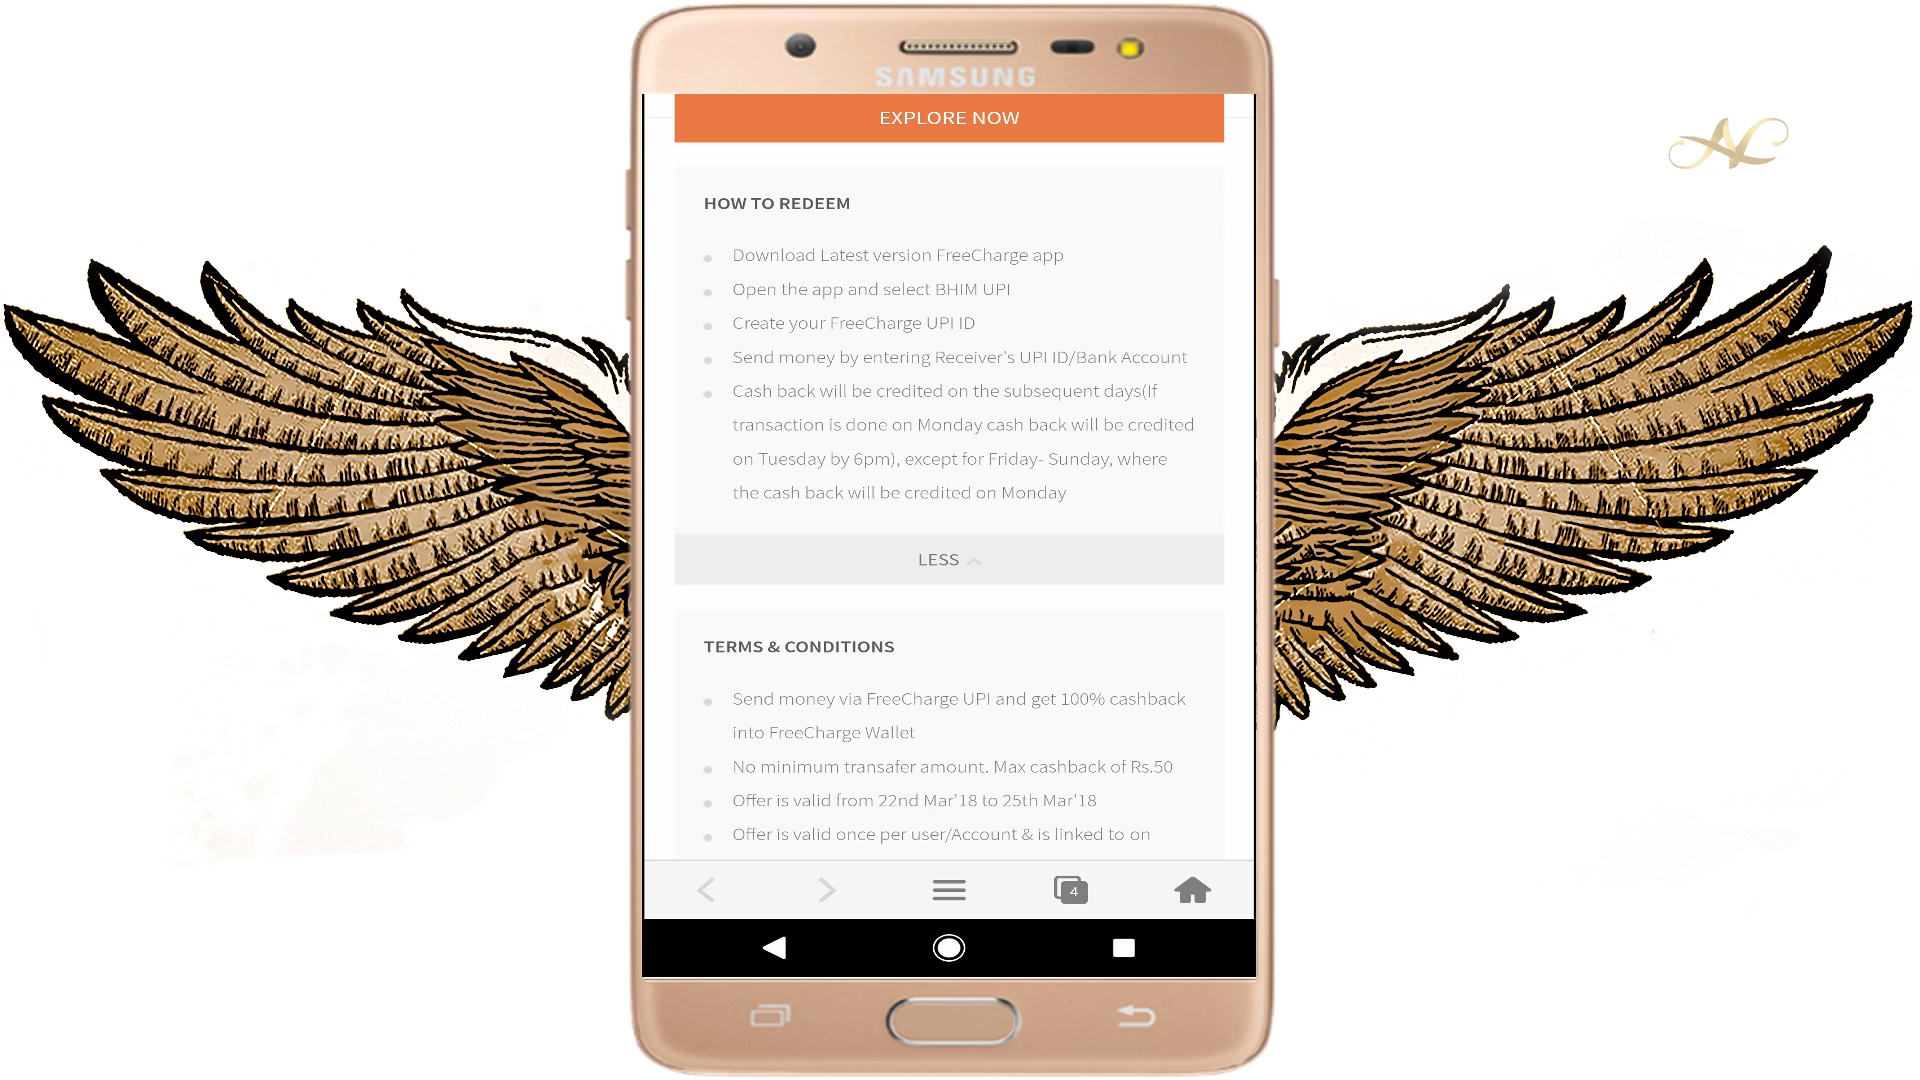 SAMSUNG
EXPLORE NOW
HOW TO REDEEM
Download Latest version FreeCharge app
Open the app and select BHIM UPI
Create your FreeCharge UPI ID
Send money by entering Receiver's UPI ID/Bank Account
Cash back will be credited on the subsequent days(If
transaction is done on Monday cash back will be credited
on Tuesday by 6pm), except for Friday- Sunday, where
the cash back will be credited on Monday
LESS
TERMS & CONDITIONS
Send money via FreeCharge UPI and get 100% cashback
into FreeCharge Wallet
No minimum transafer amount. Max cashback of Rs.50
Offer is valid from 22nd Mar'18 to 25th Mar'18
Offer is valid once per user/Account & is linked to on
4
AC